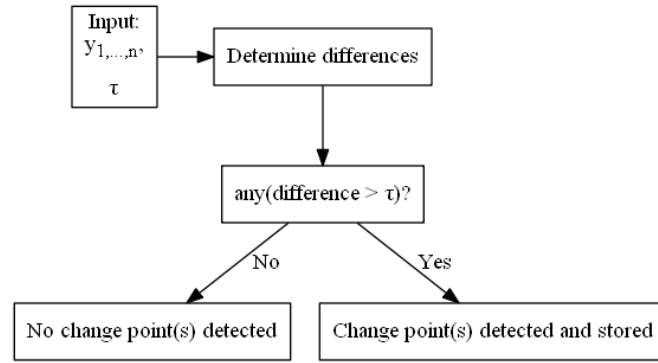 Input:
y1,...,n,
τ
Determine differences
any(difference > τ)?
No
Yes
No change point(s) detected
Change point(s) detected and stored